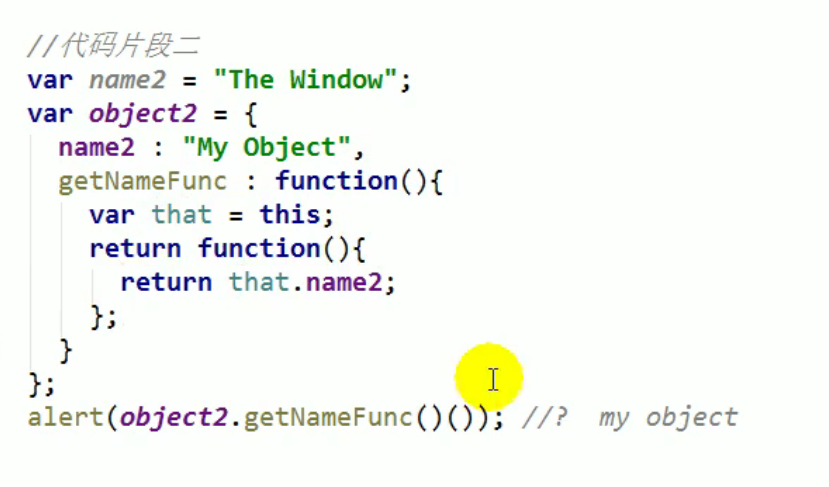 //代码片段二
var name2 = "The Window";
var object2 = {
name2 : "My Object",
getNameFunc : function(){
var that = this;
return function(){
return that.name2;
};
}
};
alert(object2.getNameFunc()()); //? my object